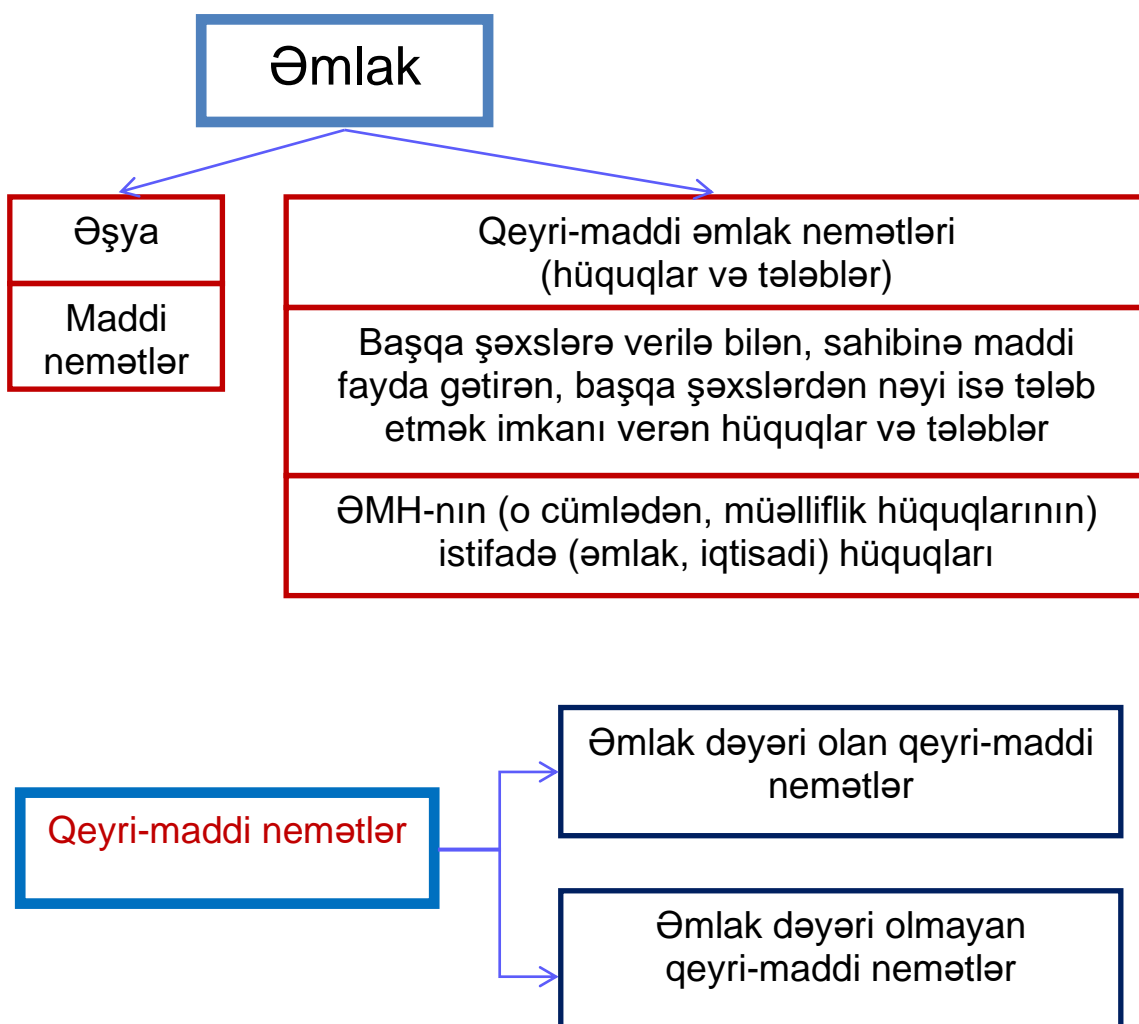 Əmlak
Əşya
Maddi
nemətlər
Qeyri-maddi əmlak nemətləri
(hüquqlar və tələblər)
Başqa şəxslərə verilə bilən, sahibinə maddi
fayda gətirən, başqa şəxslərdən nəyi isə tələb
etmək imkanı verən hüquqlar və tələblər
ƏMH-nın (o cümlədən, müəlliflik hüquqlarının)
istifadə (əmlak, iqtisadi) hüquqları
Qeyri-maddi nemətlər
Əmlak dəyəri olan qeyri-maddi
nemətlər
Əmlak dəyəri olmayan
qeyri-maddi nemətlər